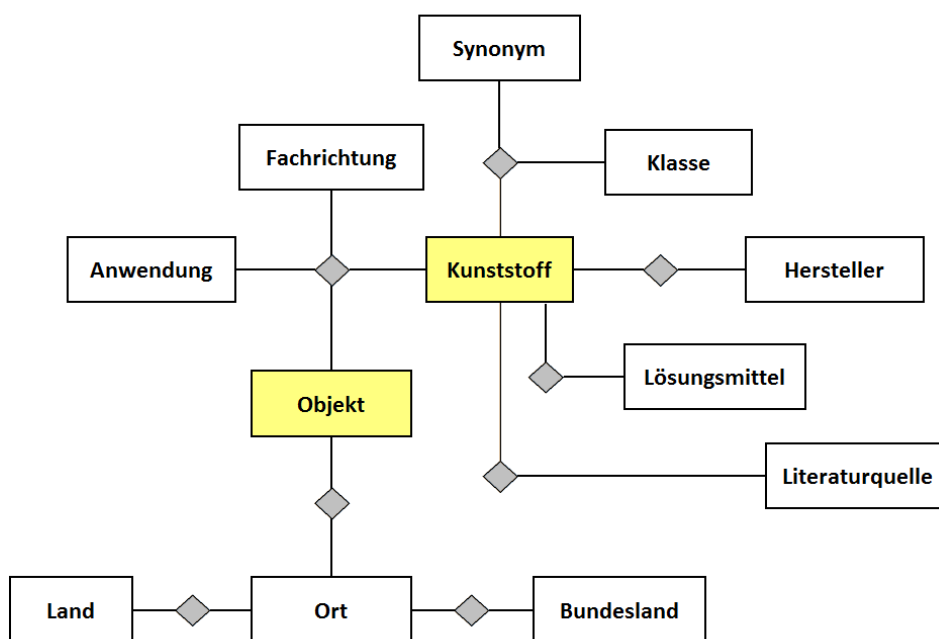 Synonym
Fachrichtung
Klasse
Anwendung
Kunststoff
Hersteller
Lösungsmittel
Objekt
Literaturquelle
Land
Ort
Bundesland